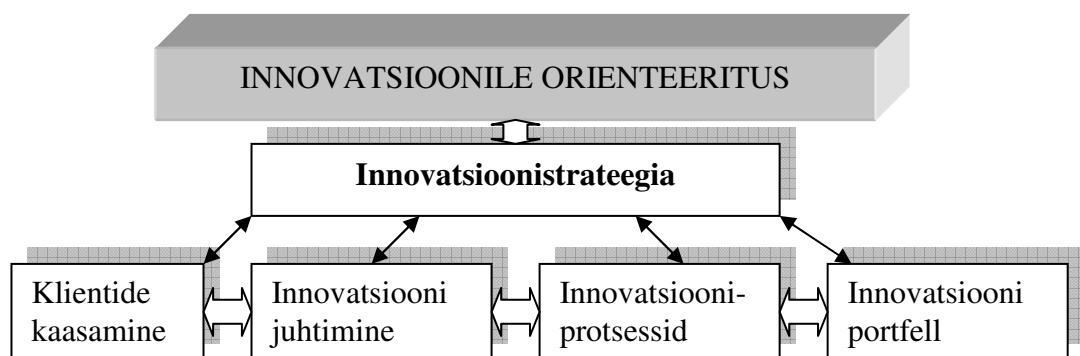 INNOVATSIOONILE ORIENTEERITUS
Innovatsioonistrateegia
Klientide
kaasamine
Innovatsiooni
juhtimine
Innovatsiooni-
protsessid
Innovatsiooni
portfell